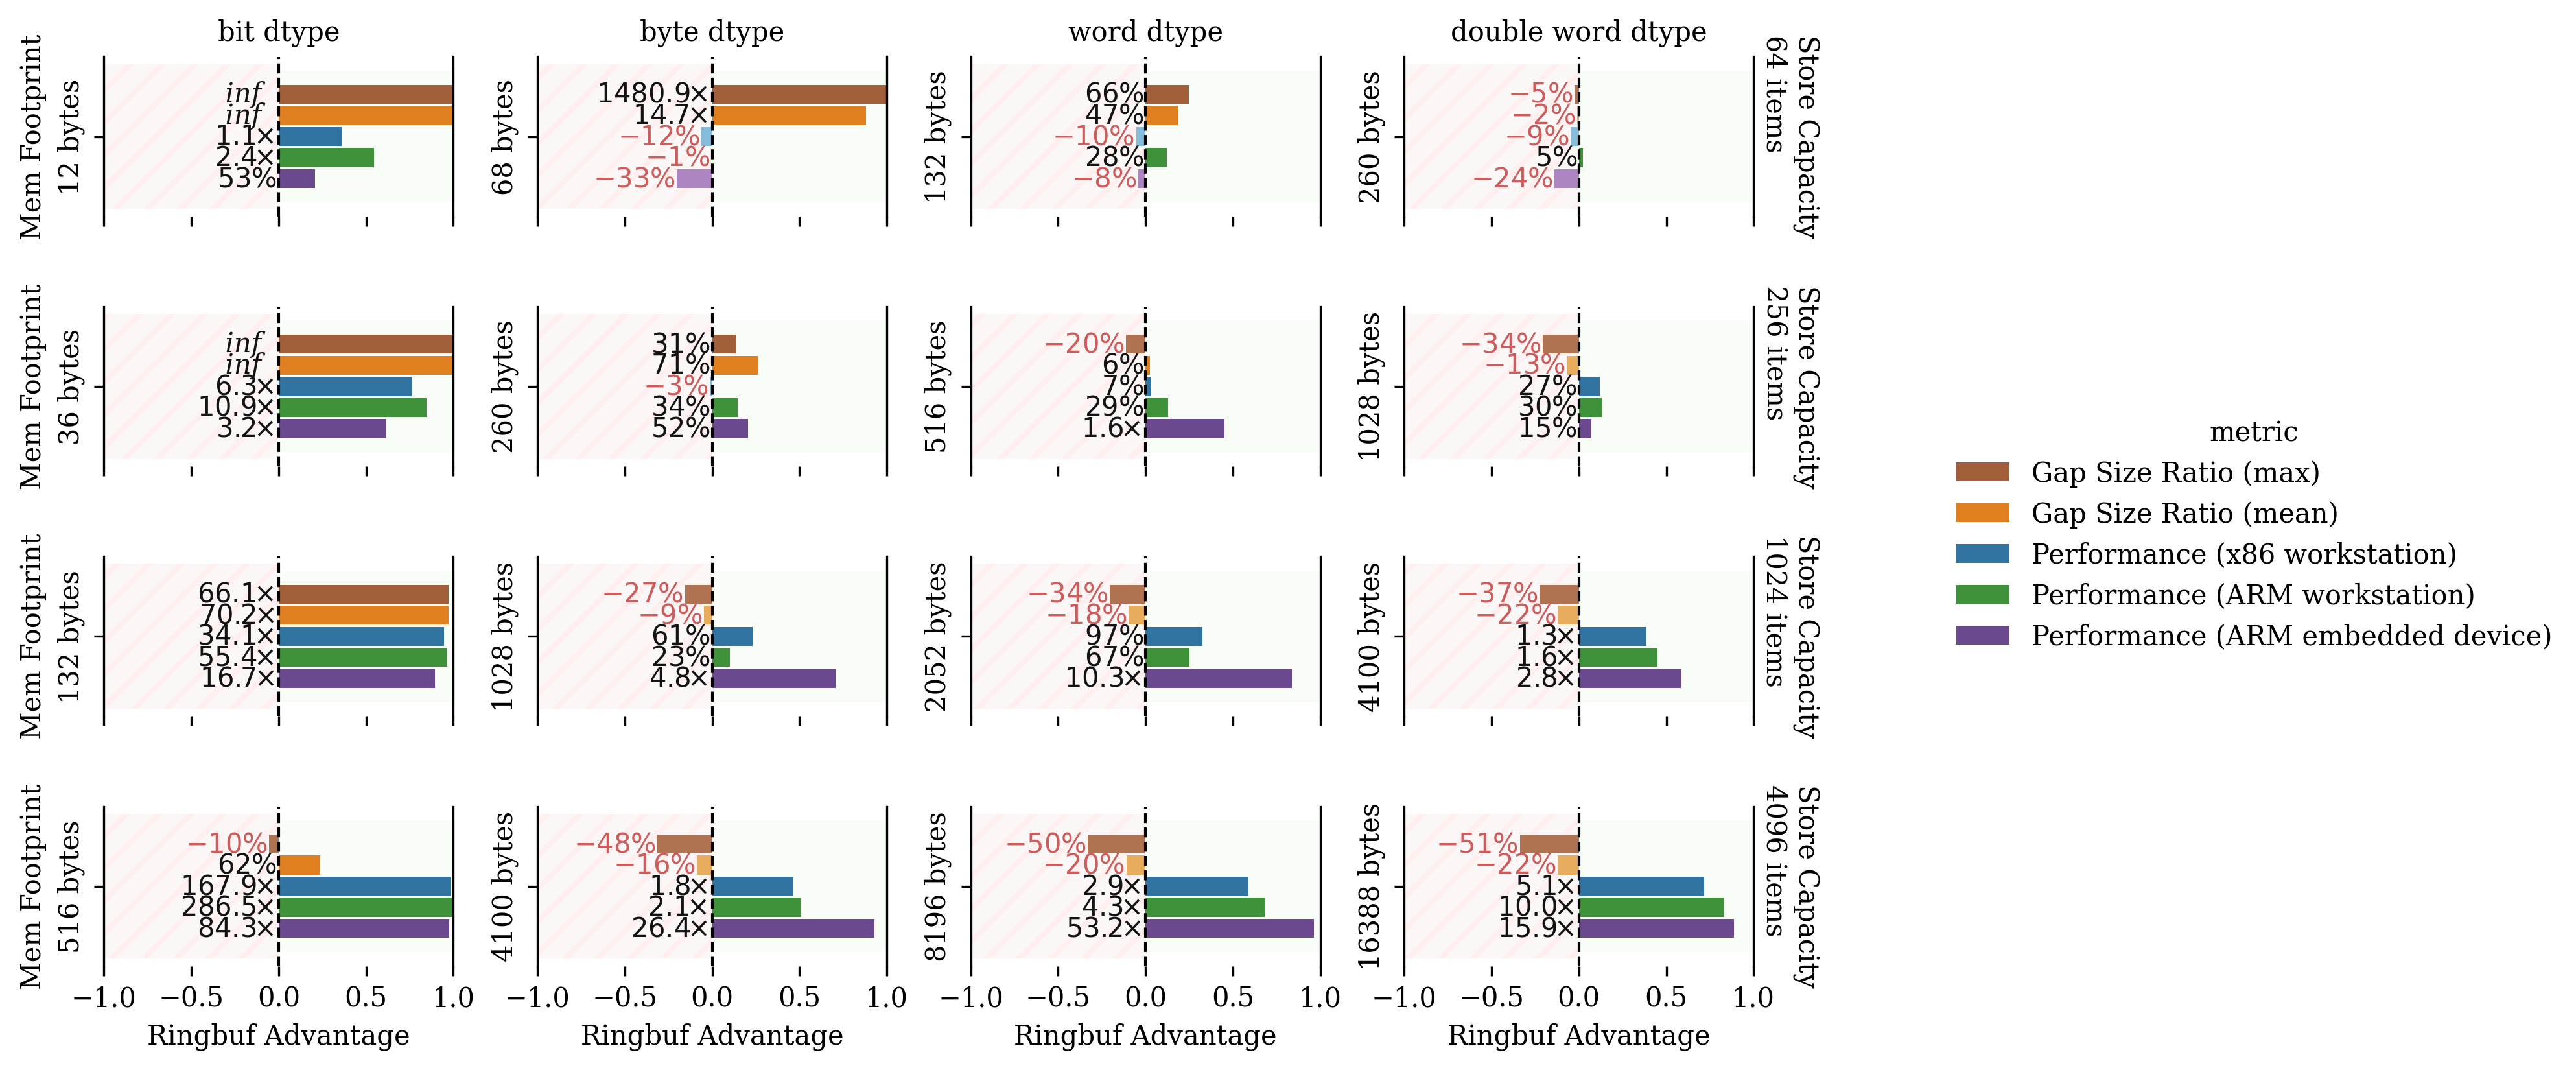 bit dtype
byte dtype
word dtype
double word dtype
Mem Footprint
12 bytes
inf
inf
1.1×
2.4×
53%
68 bytes
1480.9×
14.7×
−12%
−1%
−33%
132 bytes
66%
47%
−10%
28%
−8%
260 bytes
−5%
−2%
−9%
5%
−24%
Store Capacity
64 items
Mem Footprint
36 bytes
inf
inf
6.3×
10.9×
3.2×
260 bytes
31%
71%
−3%
34%
52%
516 bytes
−20%
6%
7%
29%
1.6×
1028 bytes
−34%
−13%
27%
30%
15%
Store Capacity
256 items
Mem Footprint
132 bytes
66.1×
70.2×
34.1×
55.4×
16.7×
1028 bytes
−27%
−9%
61%
23%
4.8×
2052 bytes
−34%
−18%
97%
67%
10.3×
4100 bytes
−37%
−22%
1.3×
1.6×
2.8×
Store Capacity
1024 items
Mem Footprint
516 bytes
−10%
62%
167.9×
286.5×
84.3×
4100 bytes
−48%
−16%
1.8×
2.1×
26.4×
8196 bytes
−50%
−20%
2.9×
4.3×
53.2×
16388 bytes
−51%
−22%
5.1×
10.0×
15.9×
Store Capacity
4096 items
−1.0 −0.5 0.0 0.5 1.0
−1.0 −0.5 0.0 0.5 1.0
−1.0 −0.5 0.0 0.5 1.0
−1.0 −0.5 0.0 0.5 1.0
Ringbuf Advantage
Ringbuf Advantage
Ringbuf Advantage
Ringbuf Advantage
metric
Gap Size Ratio (max)
Gap Size Ratio (mean)
Performance (x86 workstation)
Performance (ARM workstation)
Performance (ARM embedded device)